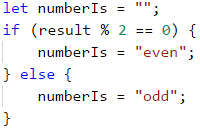 let numberIs = "";
if (result % 2 == 0) {
    numberIs = "even";
} else {
    numberIs = "odd";
}